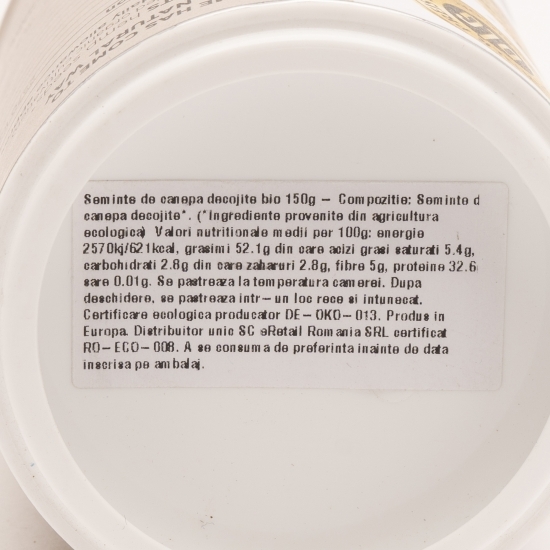 Seminte de canepa decojite bio 150g – Compozitie: Seminte d
canepa decojite*. (*Ingrediente provenite din agricultura
ecologica) Valori nutritionale medii per 100g: energie
2570kj/621kcal, grasimi 52.1g din care acizi grasi saturati 5.4g,
carbohidrati 2.8g din care zaharuri 2.8g, fibre 5g, proteine 32.6
sare 0.01g. Se pastreaza la temperatura camerei. Dupa
deschidere, se pastreaza intr-un loc rece si intunecat.
Certificare ecologica producator DE-OKO-013. Produs in
Europa. Distribuitor unic SC eRetail Romania SRL certificat
RO-ECO-008. A se consuma de preferinta inainte de data
inscrisa pe ambalaj.